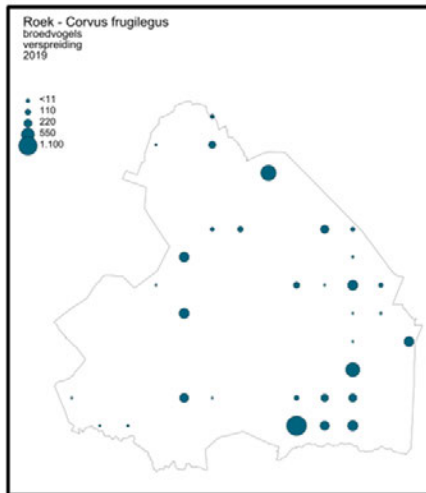 Roek - Corvus frugilegus
broedvogels
verspreiding
2019
<11
110
220
550
1.100